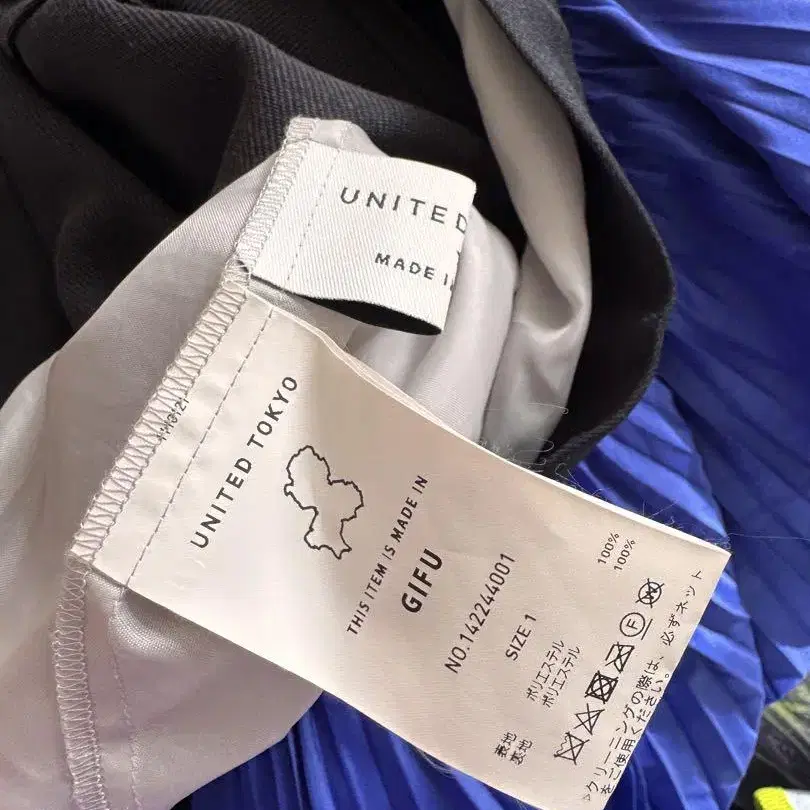 UNITED
MADE I
UNITED TOKYO
THIS ITEM IS MADE IN
GIFU
NO.142244001
SIZE 1
表地 ポリエステル 100%
表地 ポリエステル 100%
F
クリーニングの際は、必ずネット
をご使用ください。